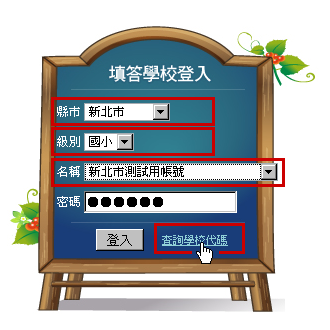 填答學校登入
縣市 新北市
級別 國小
名稱 新北市測試用帳號
密碼 ●●●●●●
登入 查詢學校代碼